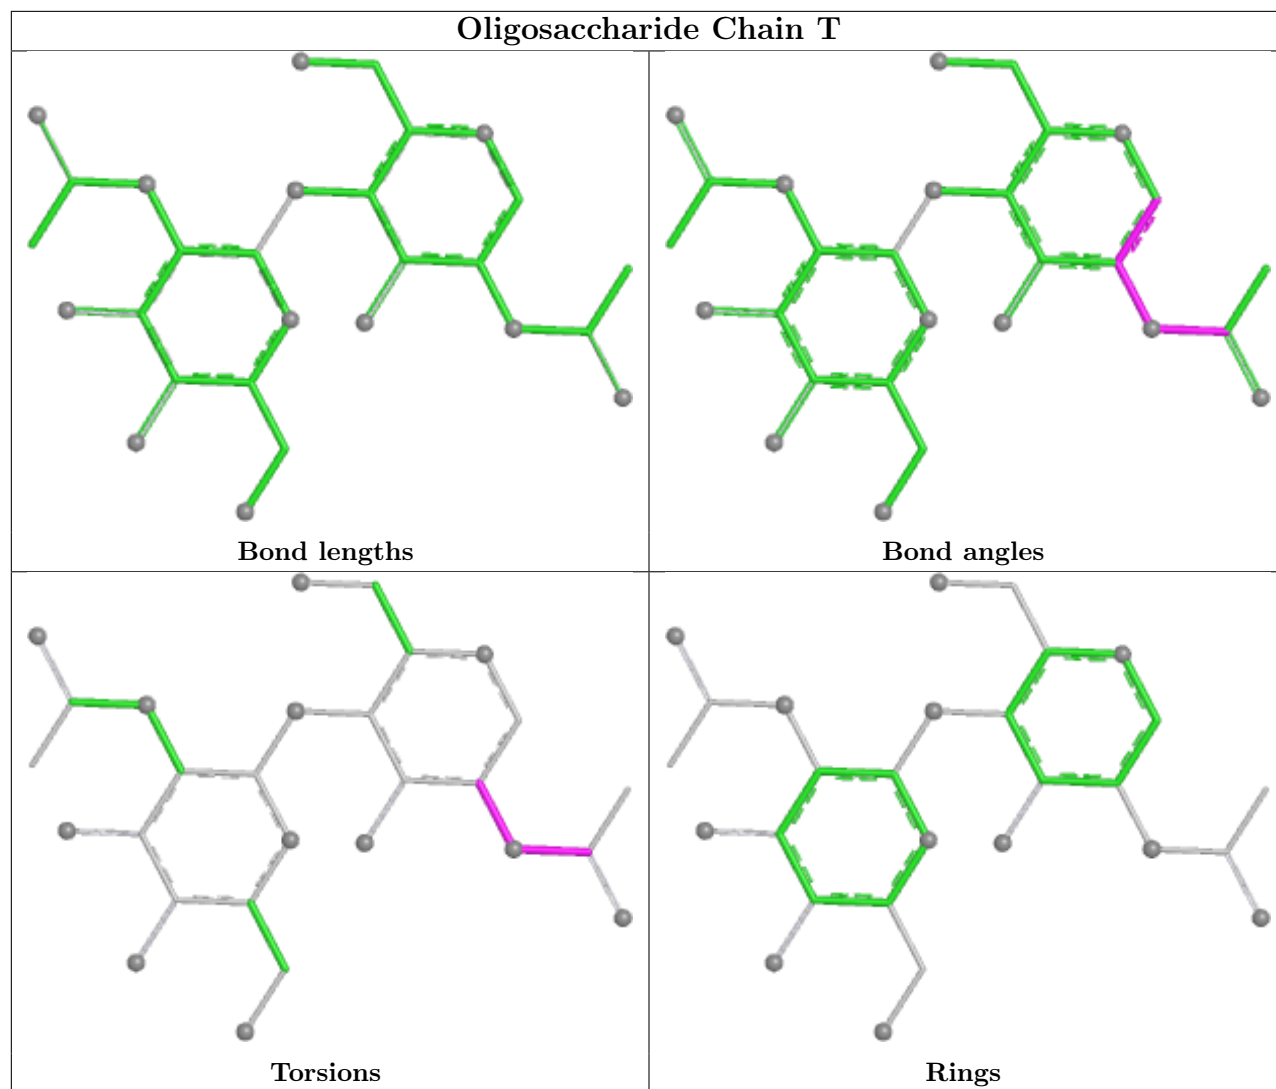 Oligosaccharide Chain T
Bond lengths
Bond angles
Torsions
Rings